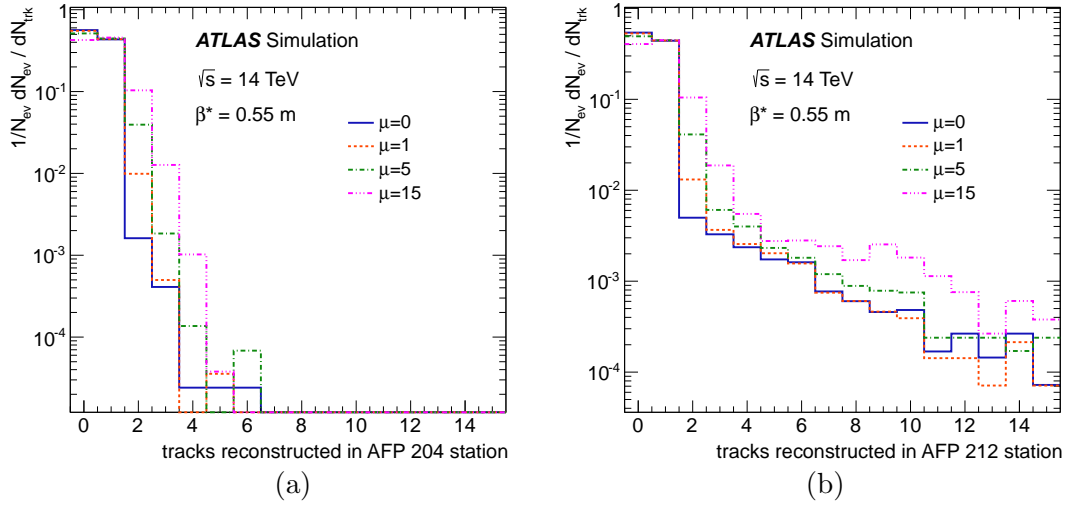 1/N_ev dN_ev / dN_trk
1
10^-1
10^-2
10^-3
10^-4
ATLAS Simulation
√s = 14 TeV
β* = 0.55 m
μ=0
μ=1
μ=5
μ=15
0 2 4 6 8 10 12 14
tracks reconstructed in AFP 204 station
(a)
1/N_ev dN_ev / dN_trk
1
10^-1
10^-2
10^-3
10^-4
ATLAS Simulation
√s = 14 TeV
β* = 0.55 m
μ=0
μ=1
μ=5
μ=15
0 2 4 6 8 10 12 14
tracks reconstructed in AFP 212 station
(b)